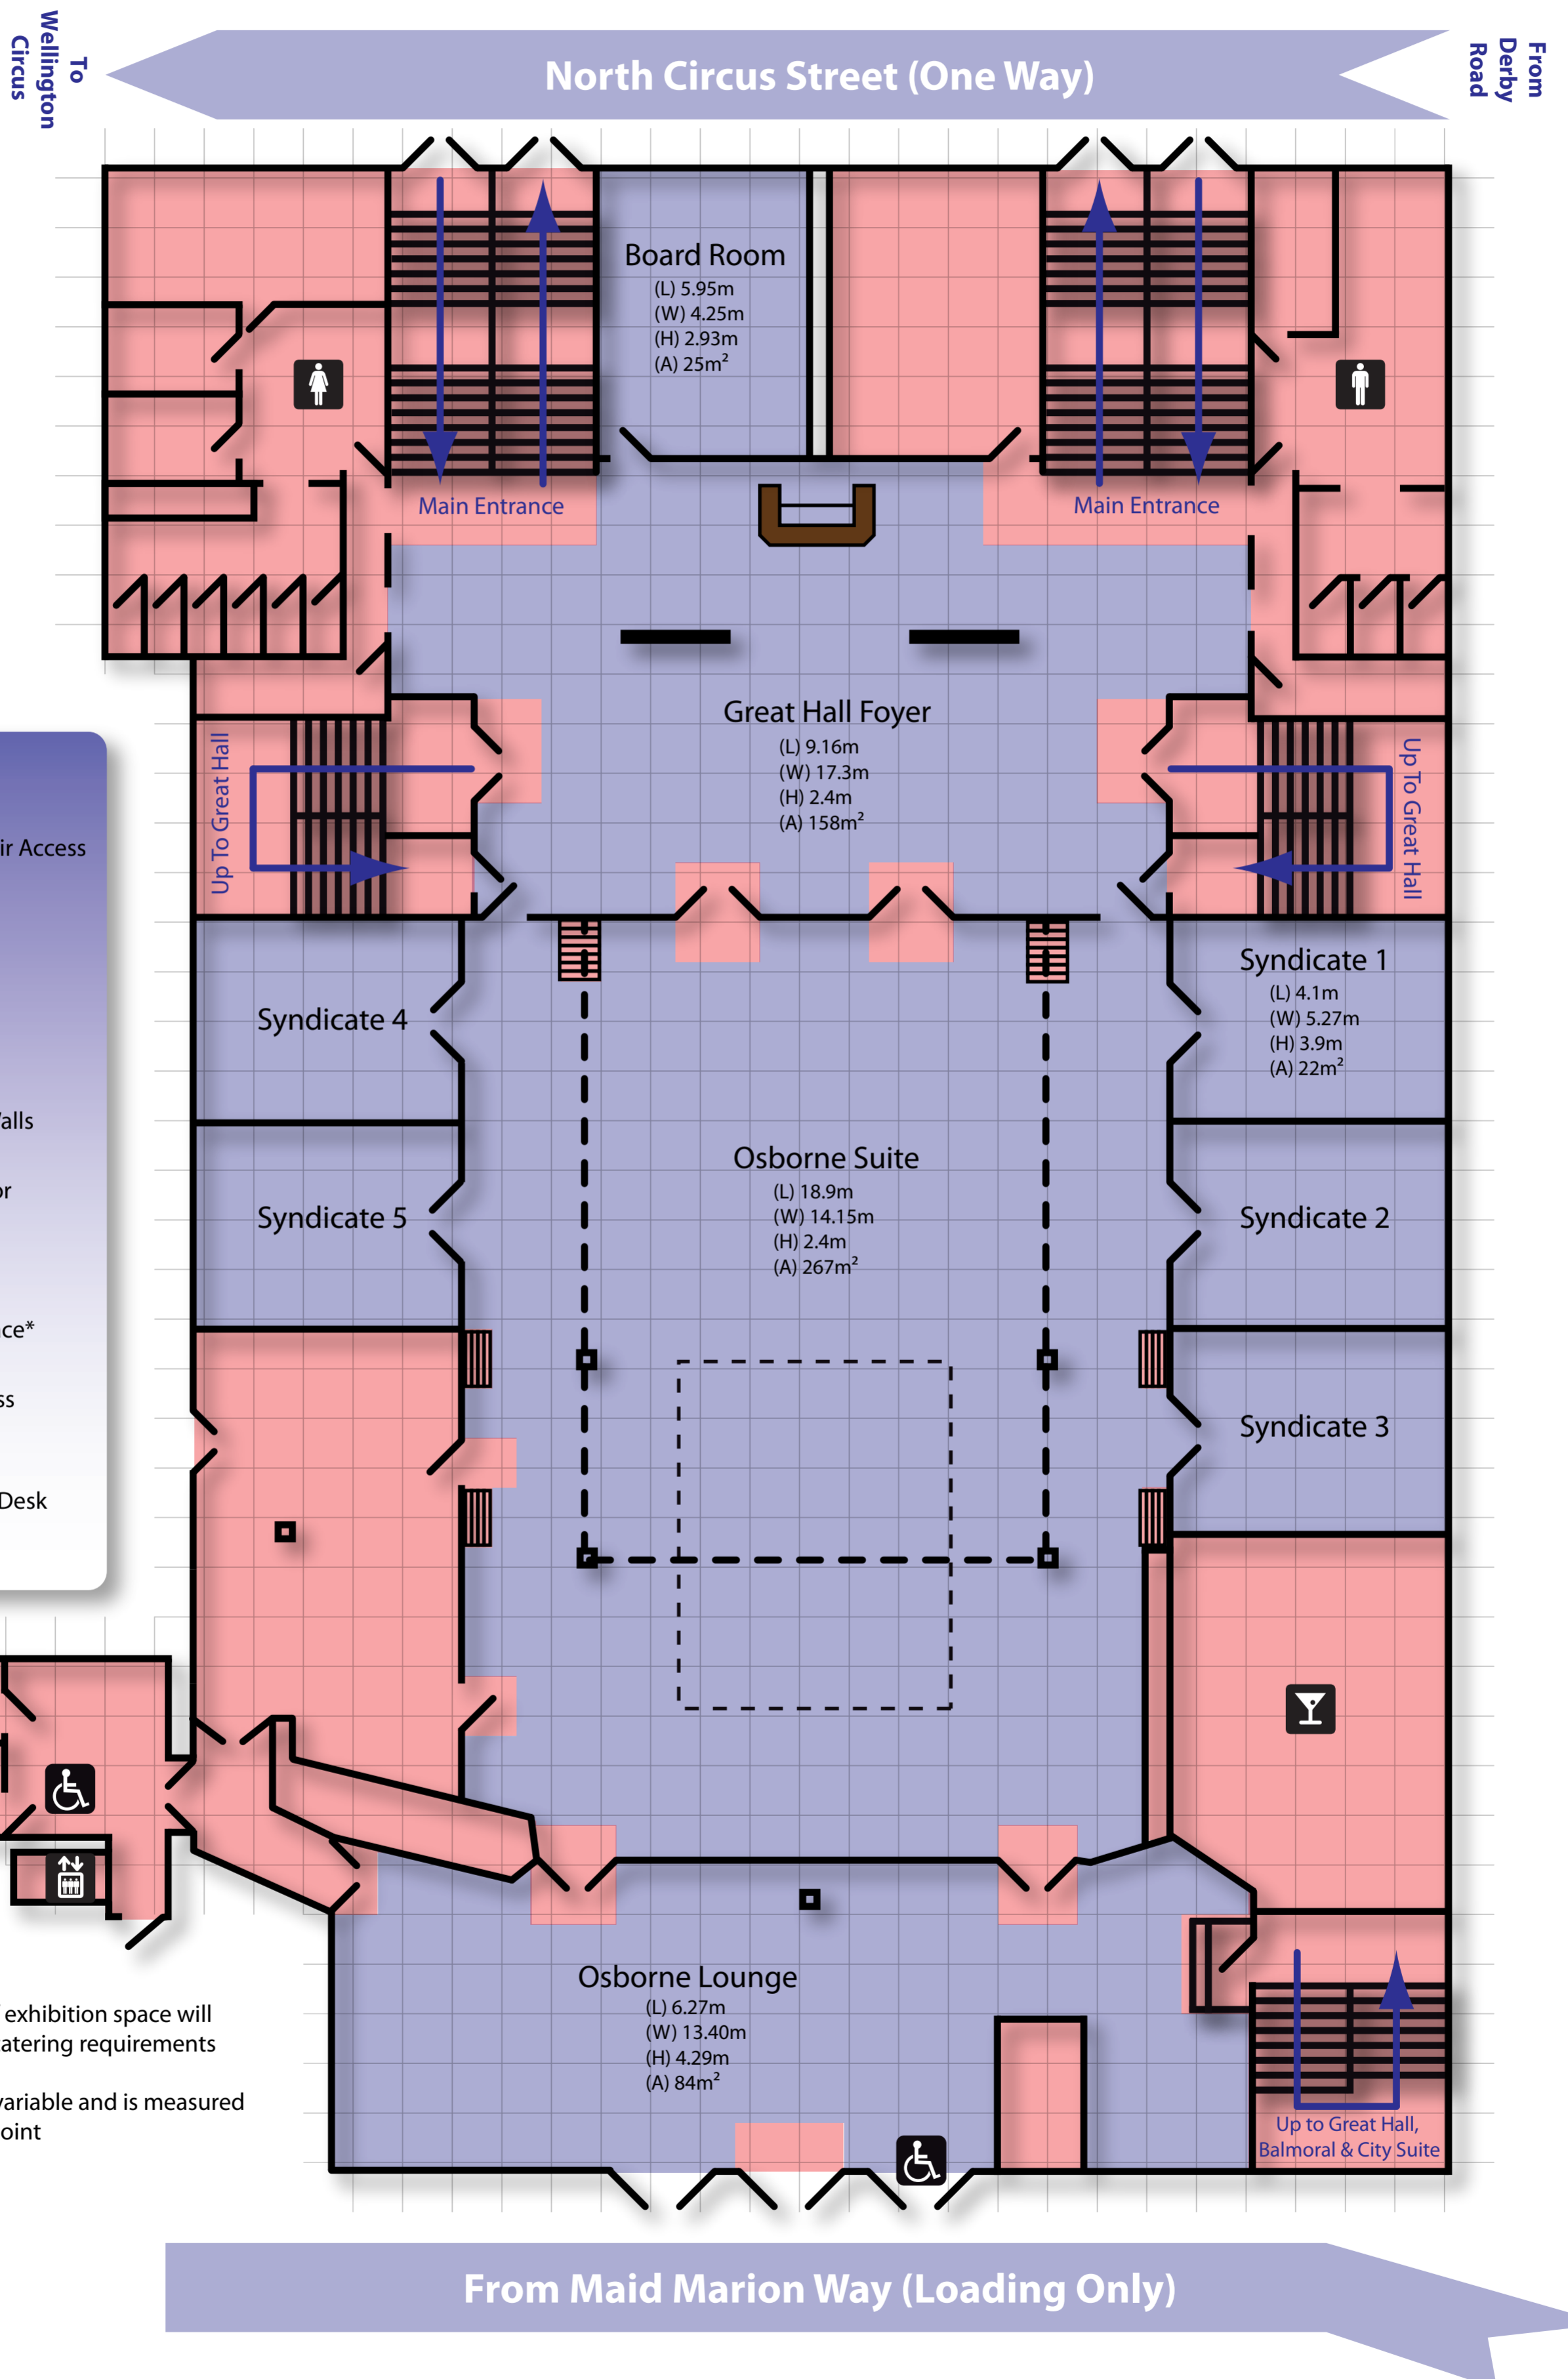 To
Wellington
Circus
North Circus Street (One Way)
From
Derby
Road
Board Room
(L) 5.95m
(W) 4.25m
(H) 2.93m
(A) 25m²
Main Entrance
Main Entrance
Great Hall Foyer
(L) 9.16m
(W) 17.3m
(H) 2.4m
(A) 158m²
Up To Great Hall
Up To Great Hall
ir Access
Syndicate 4
Syndicate 1
(L) 4.1m
(W) 5.27m
(H) 3.9m
(A) 22m²
alls
or
Osborne Suite
(L) 18.9m
(W) 14.15m
(H) 2.4m
(A) 267m²
Syndicate 5
Syndicate 2
ce*
ss
Syndicate 3
Desk
Osborne Lounge
(L) 6.27m
(W) 13.40m
(H) 4.29m
(A) 84m²
exhibition space will
atering requirements
variable and is measured
oint
Up to Great Hall,
Balmoral & City Suite
From Maid Marion Way (Loading Only)